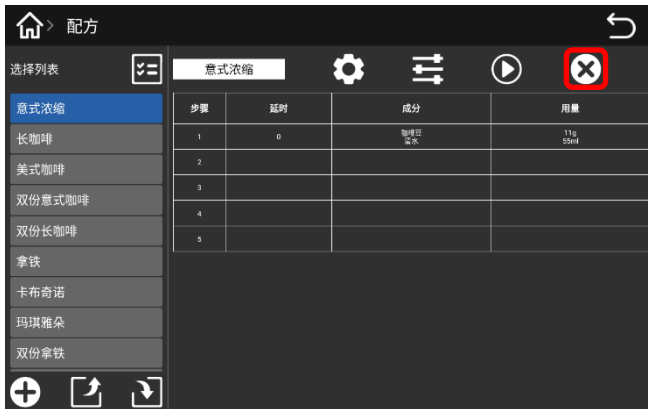 配方
选择列表
意式浓缩
意式浓缩
长咖啡
美式咖啡
双份意式咖啡
双份长咖啡
拿铁
卡布奇诺
玛琪雅朵
双份拿铁
步骤 延时 成分 用量
1 0 咖啡豆 11g
热水 55ml
2
3
4
5